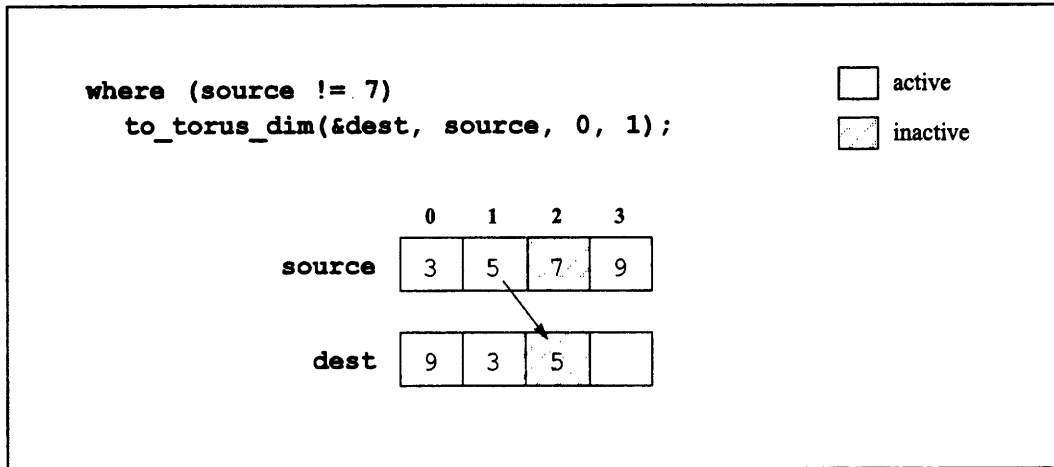 where (source != 7)
to_torus_dim(&dest, source, 0, 1);
active
inactive
0 1 2 3
source 3 5 7 9
dest 9 3 5